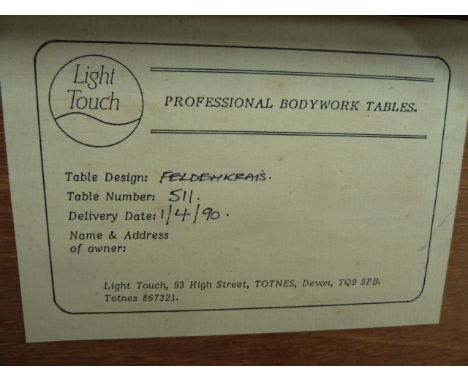 Light
Touch
PROFESSIONAL BODYWORK TABLES.
Table Design: FELDENKRAIS.
Table Number: 511.
Delivery Date: 1/4/90.
Name & Address
of owner:
Light Touch, 93 High Street, TOTNES, Devon, TQ9 5PB.
Totnes 867321.